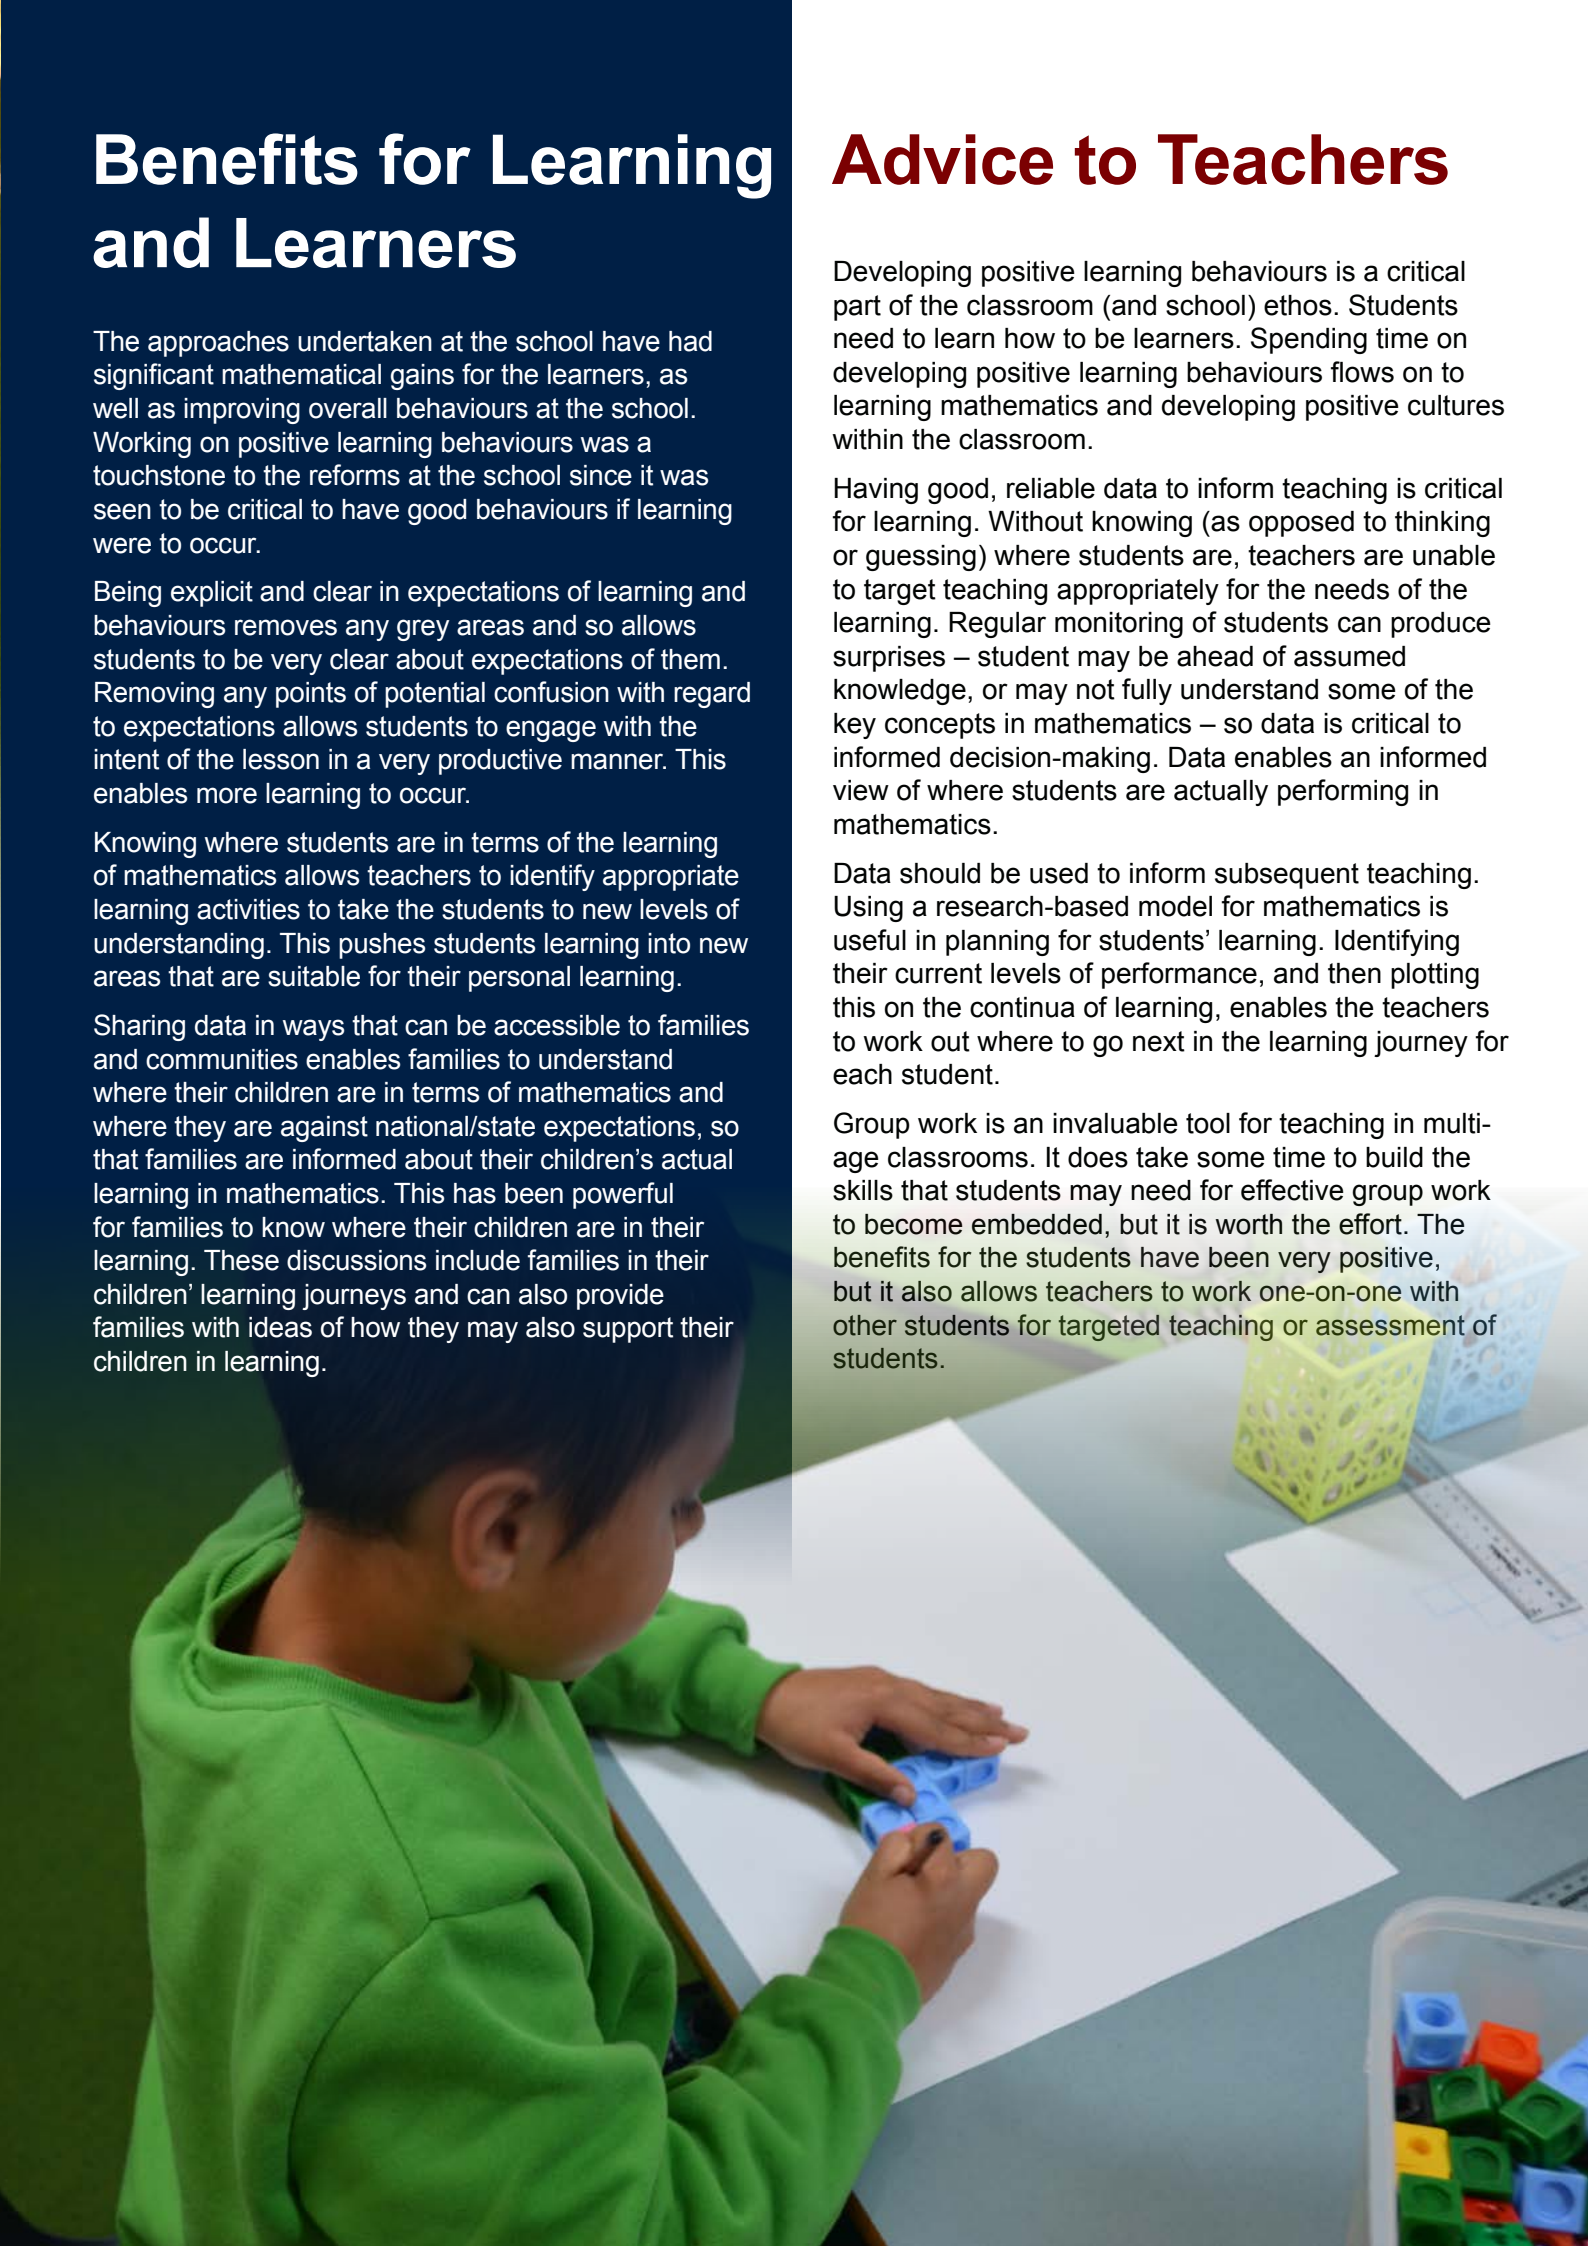 Benefits for Learning
and Learners
The approaches undertaken at the school have had
significant mathematical gains for the learners, as
well as improving overall behaviours at the school.
Working on positive learning behaviours was a
touchstone to the reforms at the school since it was
seen to be critical to have good behaviours if learning
were to occur.
Being explicit and clear in expectations of learning and
behaviours removes any grey areas and so allows
students to be very clear about expectations of them.
Removing any points of potential confusion with regard
to expectations allows students to engage with the
intent of the lesson in a very productive manner. This
enables more learning to occur.
Knowing where students are in terms of the learning
of mathematics allows teachers to identify appropriate
learning activities to take the students to new levels of
understanding. This pushes students learning into new
areas that are suitable for their personal learning.
Sharing data in ways that can be accessible to families
and communities enables families to understand
where their children are in terms of mathematics and
where they are against national/state expectations, so
that families are informed about their children’s actual
learning in mathematics. This has been powerful
for families to know where their children are in their
learning. These discussions include families in their
children’ learning journeys and can also provide
families with ideas of how they may also support their
children in learning.
Advice to Teachers
Developing positive learning behaviours is a critical
part of the classroom (and school) ethos. Students
need to learn how to be learners. Spending time on
developing positive learning behaviours flows on to
learning mathematics and developing positive cultures
within the classroom.
Having good, reliable data to inform teaching is critical
for learning. Without knowing (as opposed to thinking
or guessing) where students are, teachers are unable
to target teaching appropriately for the needs of the
learning. Regular monitoring of students can produce
surprises – student may be ahead of assumed
knowledge, or may not fully understand some of the
key concepts in mathematics – so data is critical to
informed decision-making. Data enables an informed
view of where students are actually performing in
mathematics.
Data should be used to inform subsequent teaching.
Using a research-based model for mathematics is
useful in planning for students’ learning. Identifying
their current levels of performance, and then plotting
this on the continua of learning, enables the teachers
to work out where to go next in the learning journey for
each student.
Group work is an invaluable tool for teaching in multi-
age classrooms. It does take some time to build the
skills that students may need for effective group work
to become embedded, but it is worth the effort. The
benefits for the students have been very positive,
but it also allows teachers to work one-on-one with
other students for targeted teaching or assessment of
students.